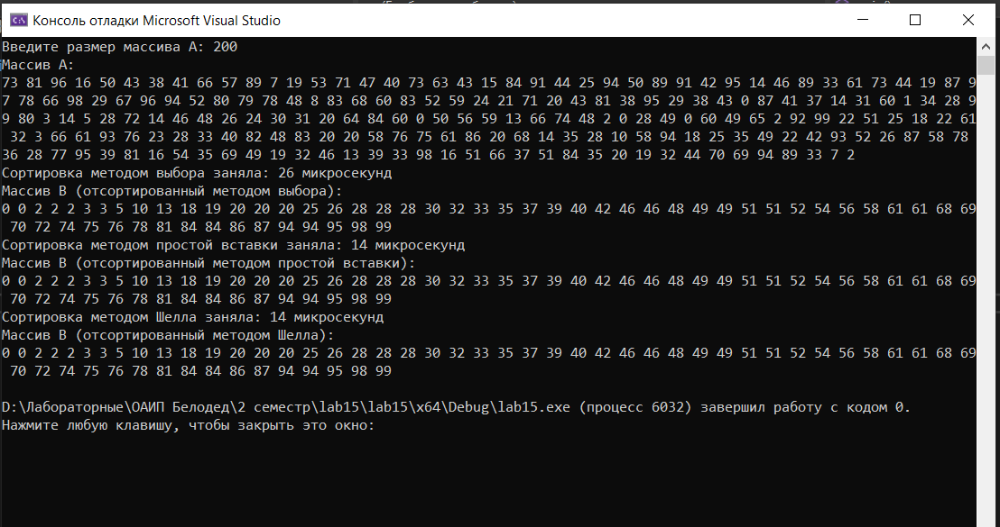 Консоль отладки Microsoft Visual Studio
Введите размер массива A: 200
Массив A:
73 81 96 16 50 43 38 41 66 57 89 7 19 53 71 47 40 73 63 43 15 84 91 44 25 94 50 89 91 42 95 14 46 89 33 61 73 44 19 87 9
7 78 66 98 29 67 96 94 52 80 79 78 48 8 83 68 60 83 52 59 24 21 71 20 43 81 38 95 29 38 43 0 87 41 37 14 31 60 1 34 28 9
9 80 3 14 5 28 72 14 46 48 26 24 30 31 20 64 84 60 0 50 56 59 13 66 74 48 2 0 28 49 0 60 49 65 2 92 99 22 51 25 18 22 61
32 3 66 61 93 76 23 28 33 40 82 48 83 20 20 58 76 75 61 86 20 68 14 35 28 10 58 94 18 25 35 49 22 42 93 52 26 87 58 78
36 28 77 95 39 81 16 54 35 69 49 19 32 46 13 39 33 98 16 51 66 37 51 84 35 20 19 32 44 70 69 94 89 33 7 2
Сортировка методом выбора заняла: 26 микросекунд
Массив B (отсортированный методом выбора):
0 0 2 2 2 3 3 5 10 13 18 19 20 20 20 25 26 28 28 28 30 32 33 35 37 39 40 42 46 46 48 49 49 51 51 52 54 56 58 61 61 68 69
70 72 74 75 76 78 81 84 84 86 87 94 94 95 98 99
Сортировка методом простой вставки заняла: 14 микросекунд
Массив B (отсортированный методом простой вставки):
0 0 2 2 2 3 3 5 10 13 18 19 20 20 20 25 26 28 28 28 30 32 33 35 37 39 40 42 46 46 48 49 49 51 51 52 54 56 58 61 61 68 69
70 72 74 75 76 78 81 84 84 86 87 94 94 95 98 99
Сортировка методом Шелла заняла: 14 микросекунд
Массив B (отсортированный методом Шелла):
0 0 2 2 2 3 3 5 10 13 18 19 20 20 20 25 26 28 28 28 30 32 33 35 37 39 40 42 46 46 48 49 49 51 51 52 54 56 58 61 61 68 69
70 72 74 75 76 78 81 84 84 86 87 94 94 95 98 99
D:\Лабораторные\ОАИП Белодед\2 семестр\lab15\lab15\x64\Debug\lab15.exe (процесс 6032) завершил работу с кодом 0.
Нажмите любую клавишу, чтобы закрыть это окно: